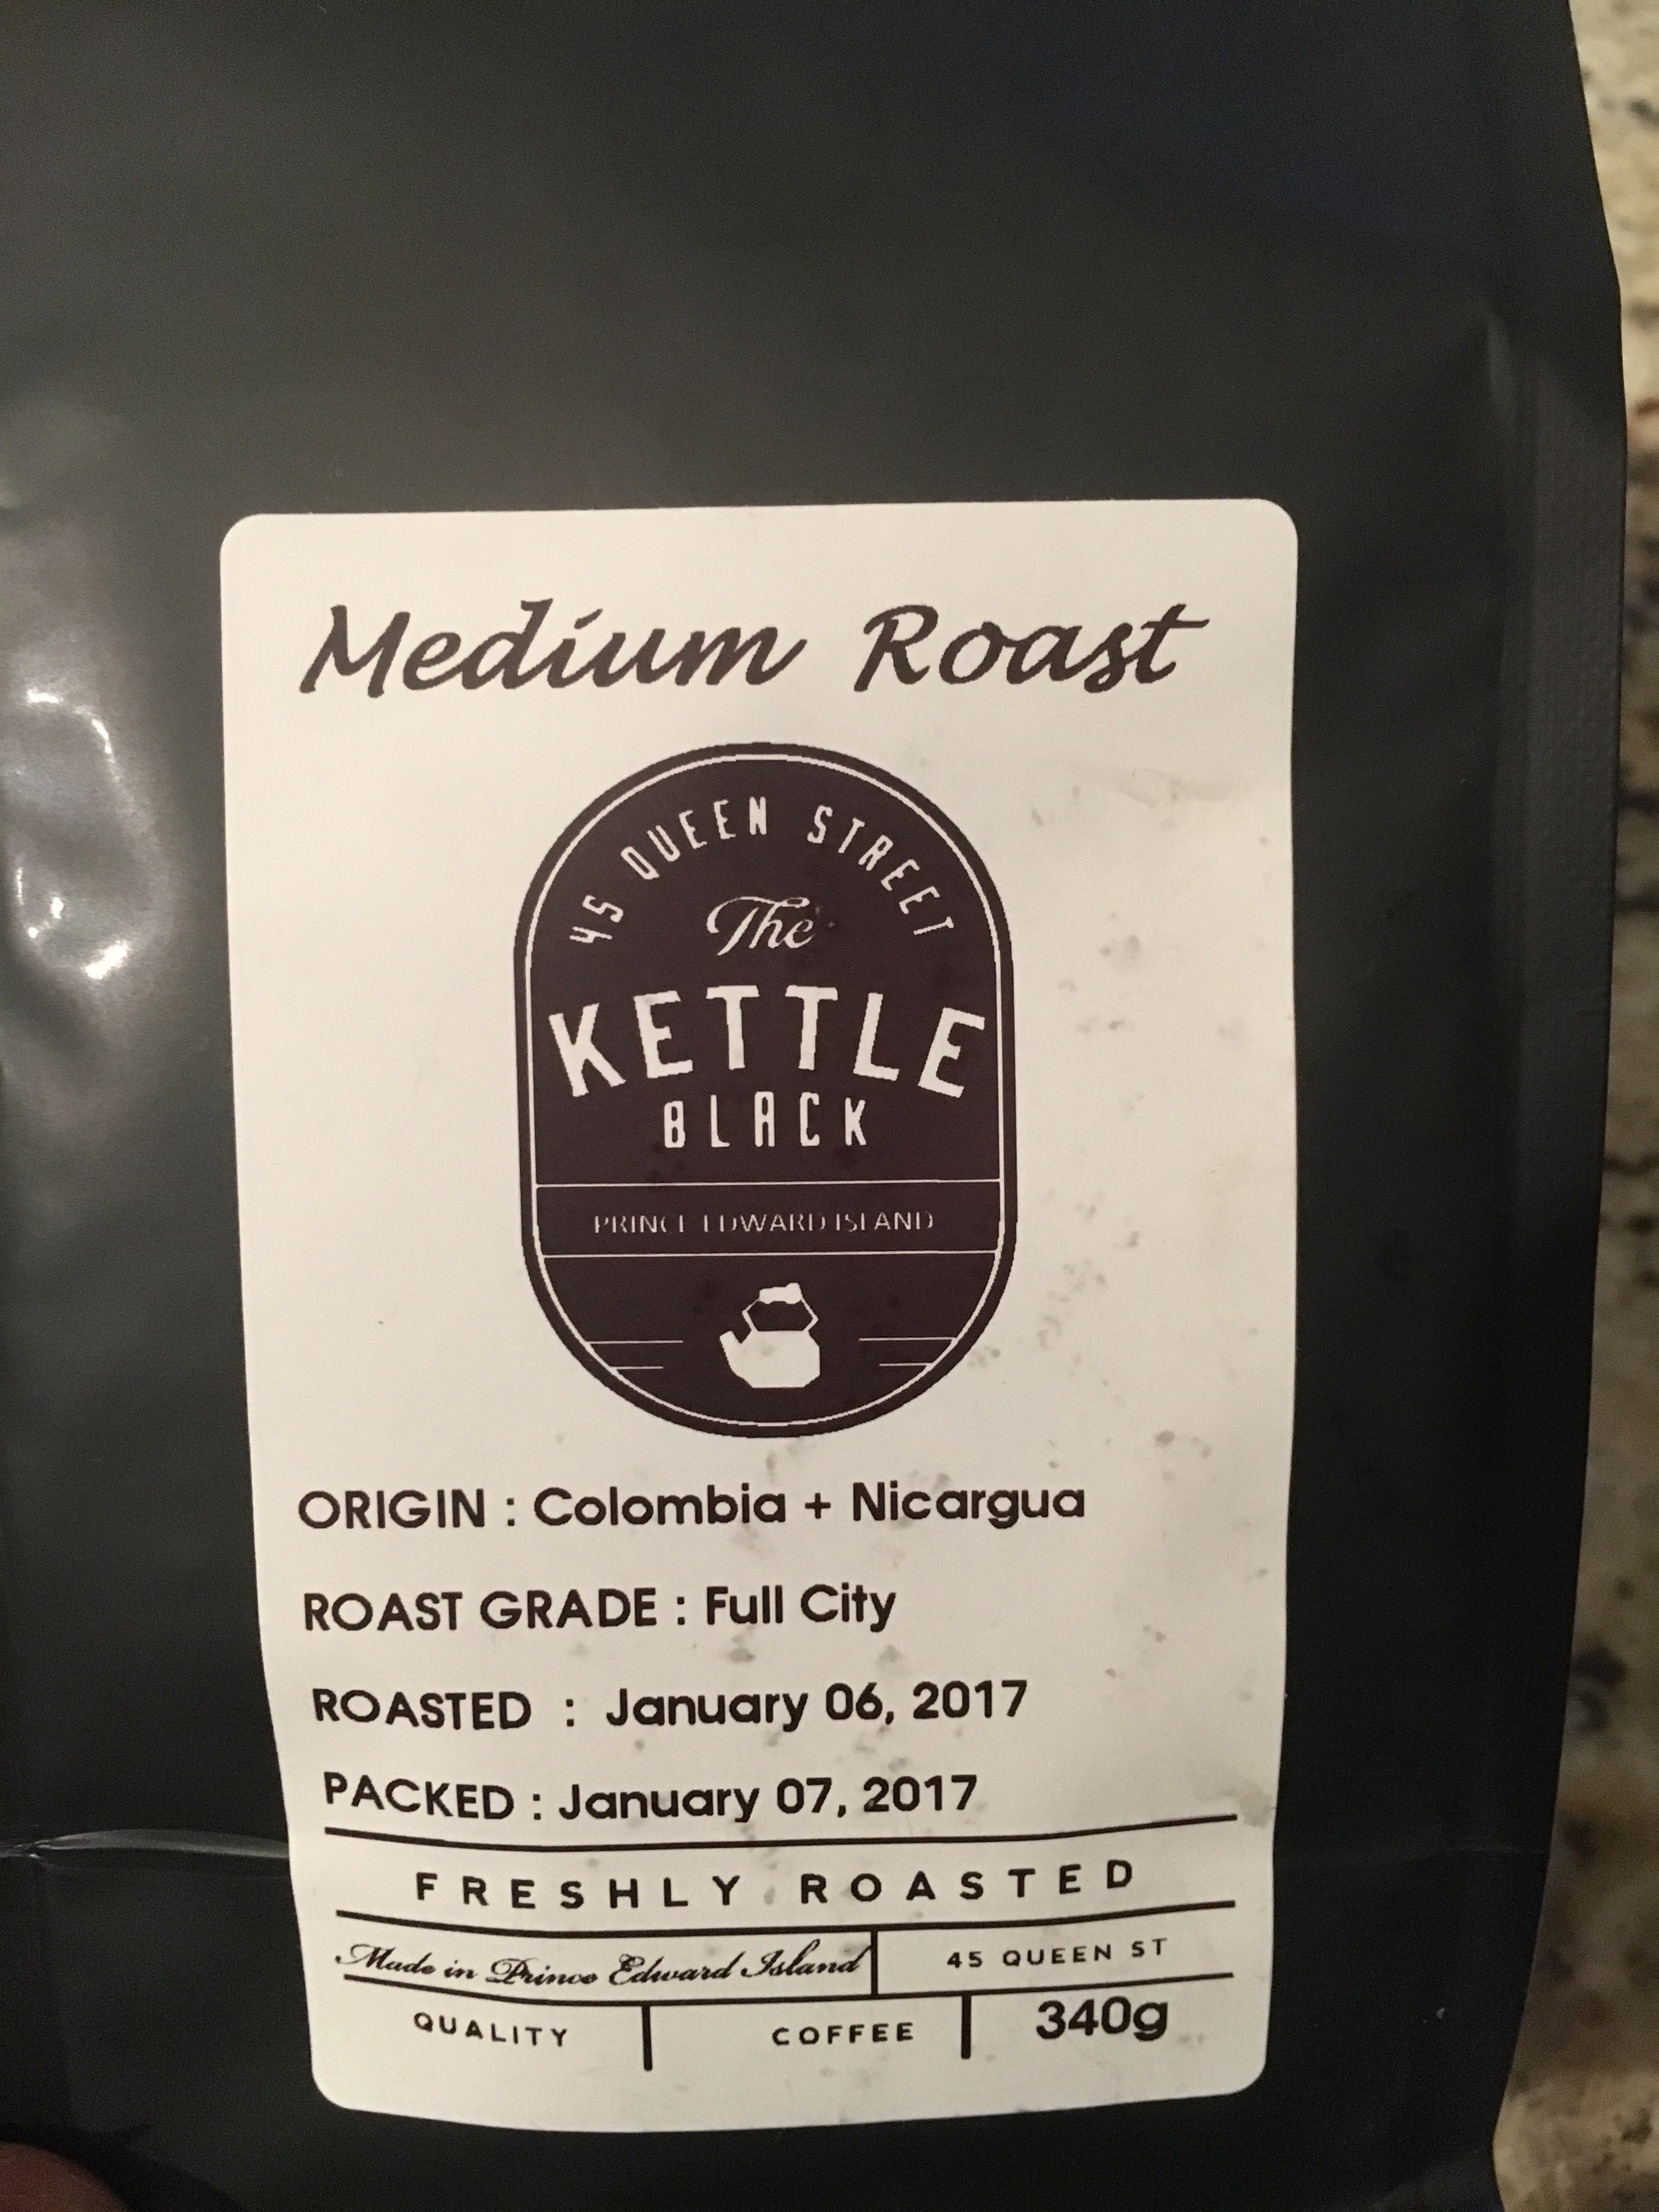 Medium Roast
45 QUEEN STREET
The
KETTLE
BLACK
PRINCE EDWARD ISLAND
ORIGIN : Colombia + Nicargua
ROAST GRADE : Full City
ROASTED : January 06, 2017
PACKED : January 07, 2017
FRESHLY ROASTED
Made in Prince Edward Island 45 QUEEN ST
QUALITY COFFEE 340g